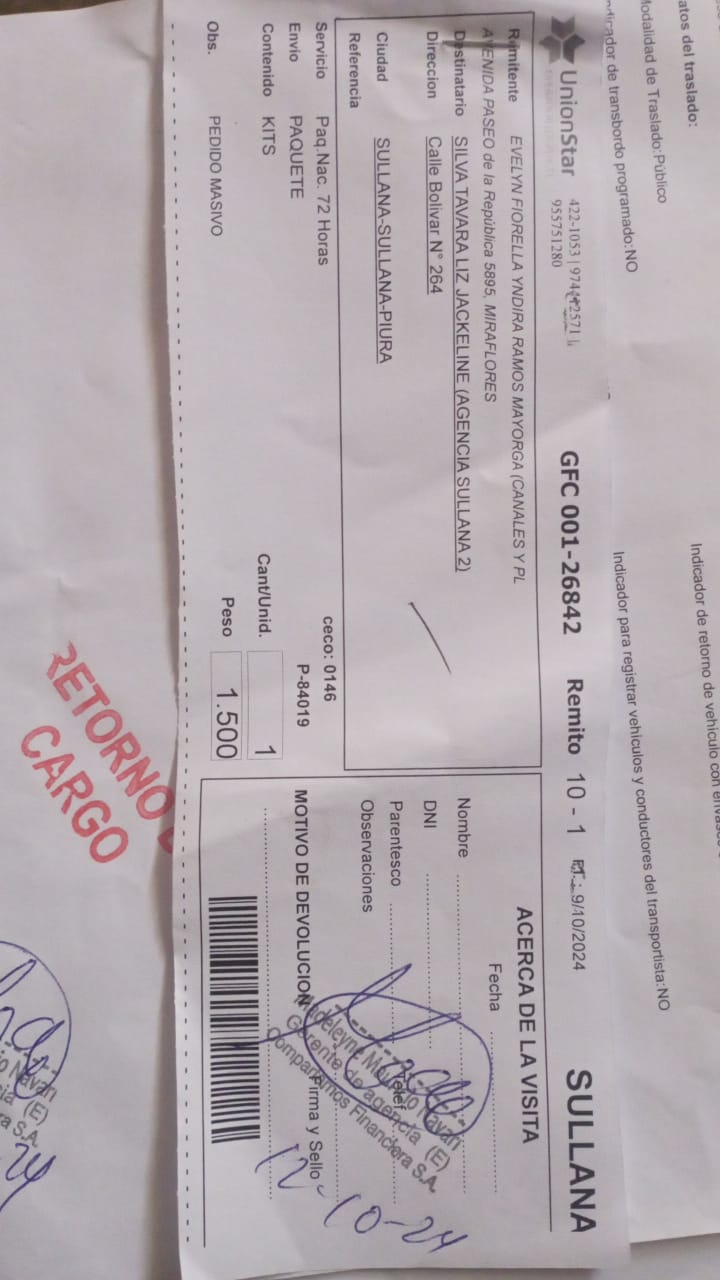 atos del traslado:
Modalidad de Traslado:Público
Indicador de transbordo programado:NO
Indicador de retorno de vehículo con
Indicador para registrar vehículos y conductores del transportista:NO
UnionStar
422-1053 |
955751280
GFC 001-26842 Remito 10 - 1 9/10/2024 SULLANA
Remitente EVELYN FIORELLA YNDIRA RAMOS MAYORGA (CANALES Y PL
AVENIDA PASEO de la República 5895, MIRAFLORES
Destinatario SILVA TAVARA LIZ JACKELINE (AGENCIA SULLANA 2)
Direccion Calle Bolivar N° 264
Ciudad SULLANA-SULLANA-PIURA
Referencia
Servicio Paq.Nac. 72 Horas
ceco: 0146
Envio PAQUETE
P-84019
Contenido KITS
Cant/Unid. 1
Obs. PEDIDO MASIVO
Peso 1.500
ACERCA DE LA VISITA
Fecha
Nombre
DNI
Telef
Parentesco
Observaciones
Firma y Sello
MOTIVO DE DEVOLUCION
Gerente de agencia (E)
Compartamos Financiera S.A.
12-10-24
RETORNO
CARGO
(E)
ra S.A.
24